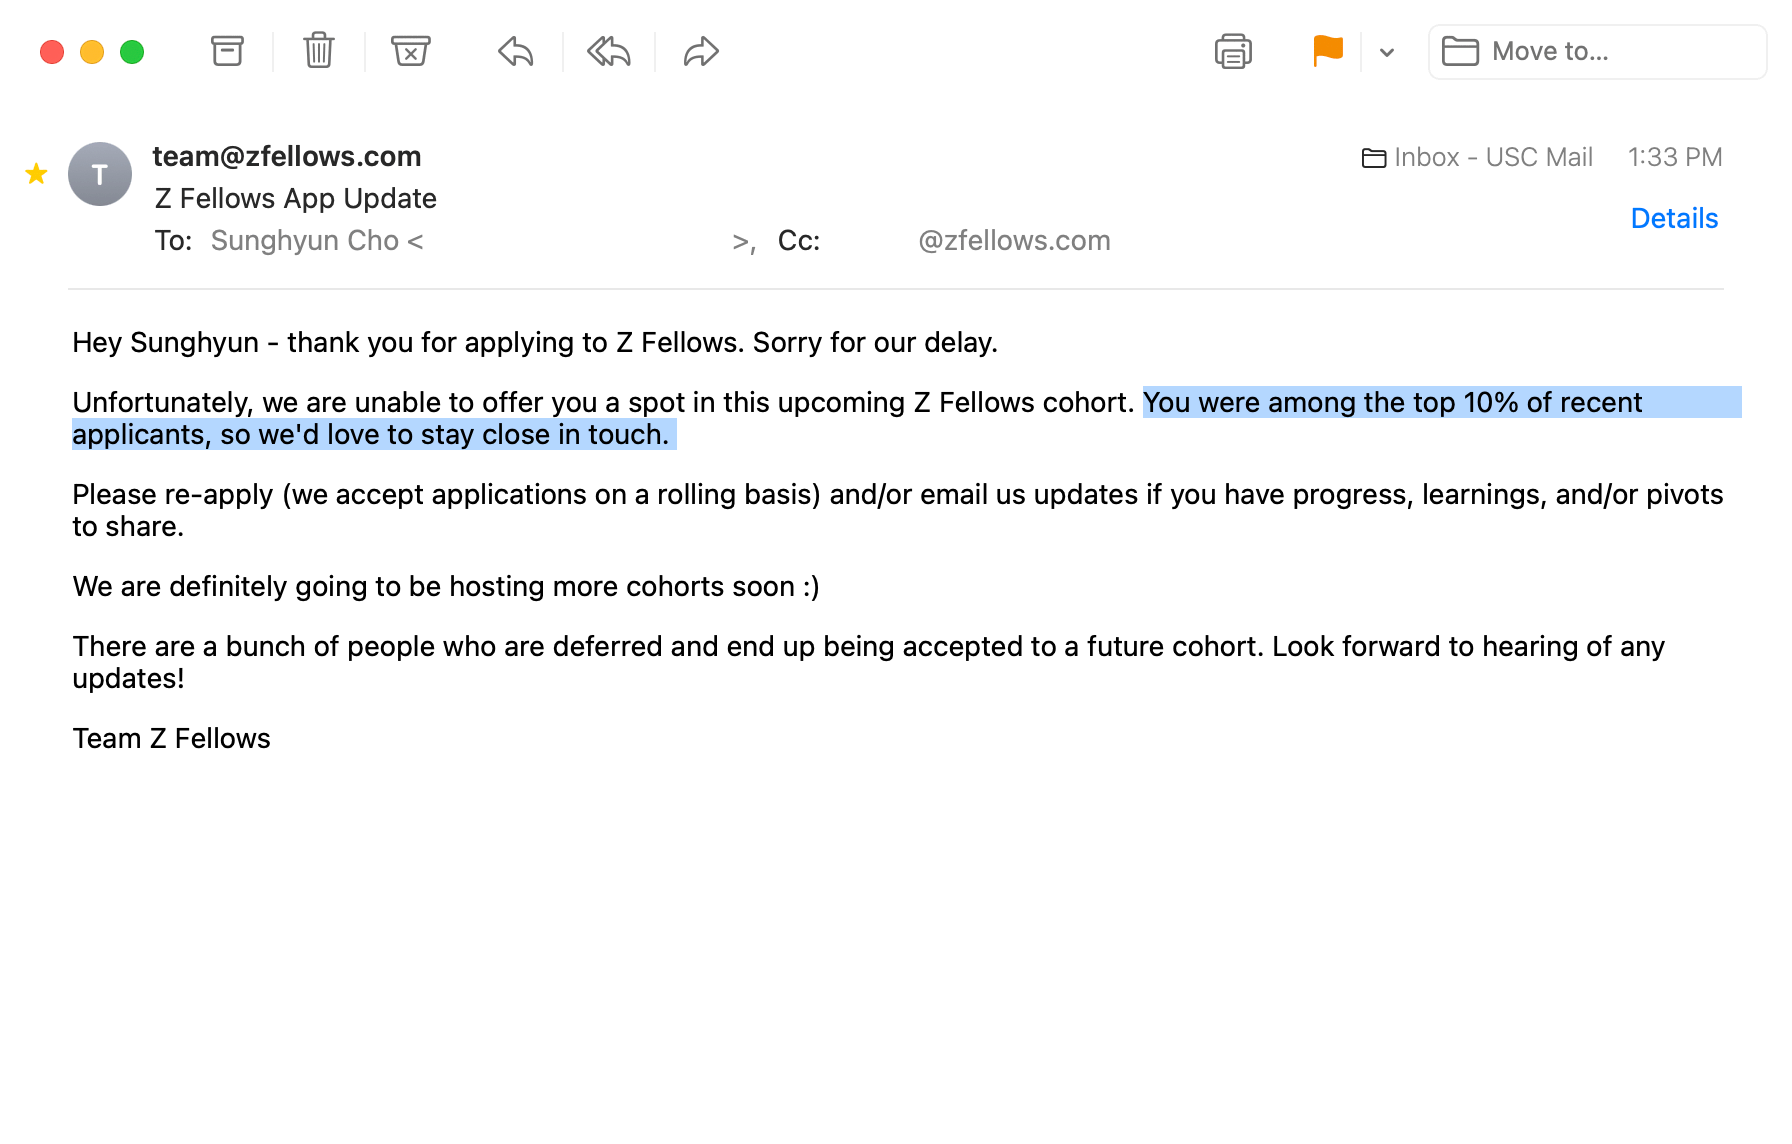 Move to...
team@zfellows.com
Inbox - USC Mail 1:33 PM
T
Z Fellows App Update
Details
To: Sunghyun Cho < >, Cc: @zfellows.com
Hey Sunghyun - thank you for applying to Z Fellows. Sorry for our delay.
Unfortunately, we are unable to offer you a spot in this upcoming Z Fellows cohort. You were among the top 10% of recent
applicants, so we'd love to stay close in touch.
Please re-apply (we accept applications on a rolling basis) and/or email us updates if you have progress, learnings, and/or pivots
to share.
We are definitely going to be hosting more cohorts soon :)
There are a bunch of people who are deferred and end up being accepted to a future cohort. Look forward to hearing of any
updates!
Team Z Fellows